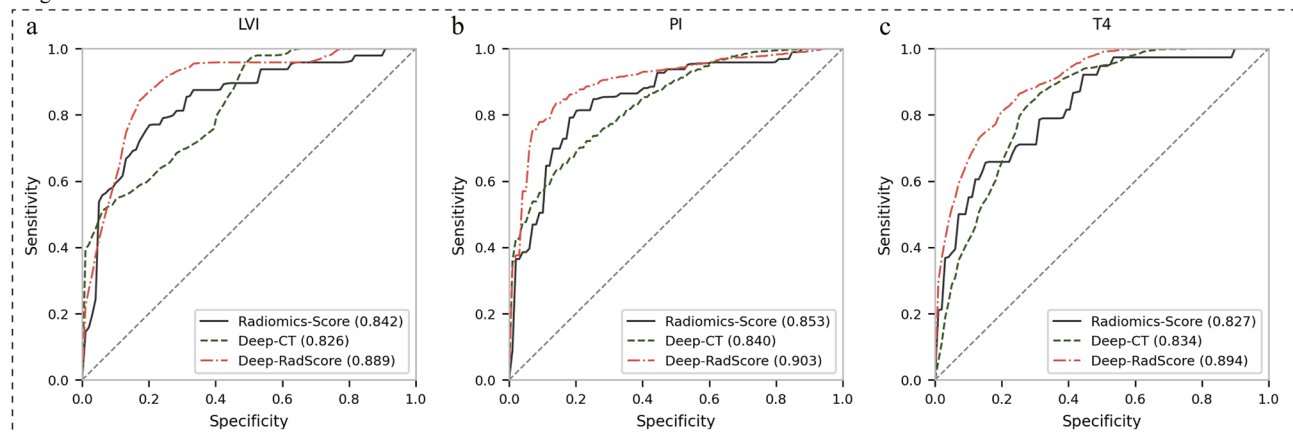 a
LVI
1.0
0.8
0.6
0.4
0.2
0.0
Sensitivity
Radiomics-Score (0.842)
Deep-CT (0.826)
Deep-RadScore (0.889)
0.0 0.2 0.4 0.6 0.8 1.0
Specificity
b
PI
1.0
0.8
0.6
0.4
0.2
0.0
Sensitivity
Radiomics-Score (0.853)
Deep-CT (0.840)
Deep-RadScore (0.903)
0.0 0.2 0.4 0.6 0.8 1.0
Specificity
c
T4
1.0
0.8
0.6
0.4
0.2
0.0
Sensitivity
Radiomics-Score (0.827)
Deep-CT (0.834)
Deep-RadScore (0.894)
0.0 0.2 0.4 0.6 0.8 1.0
Specificity